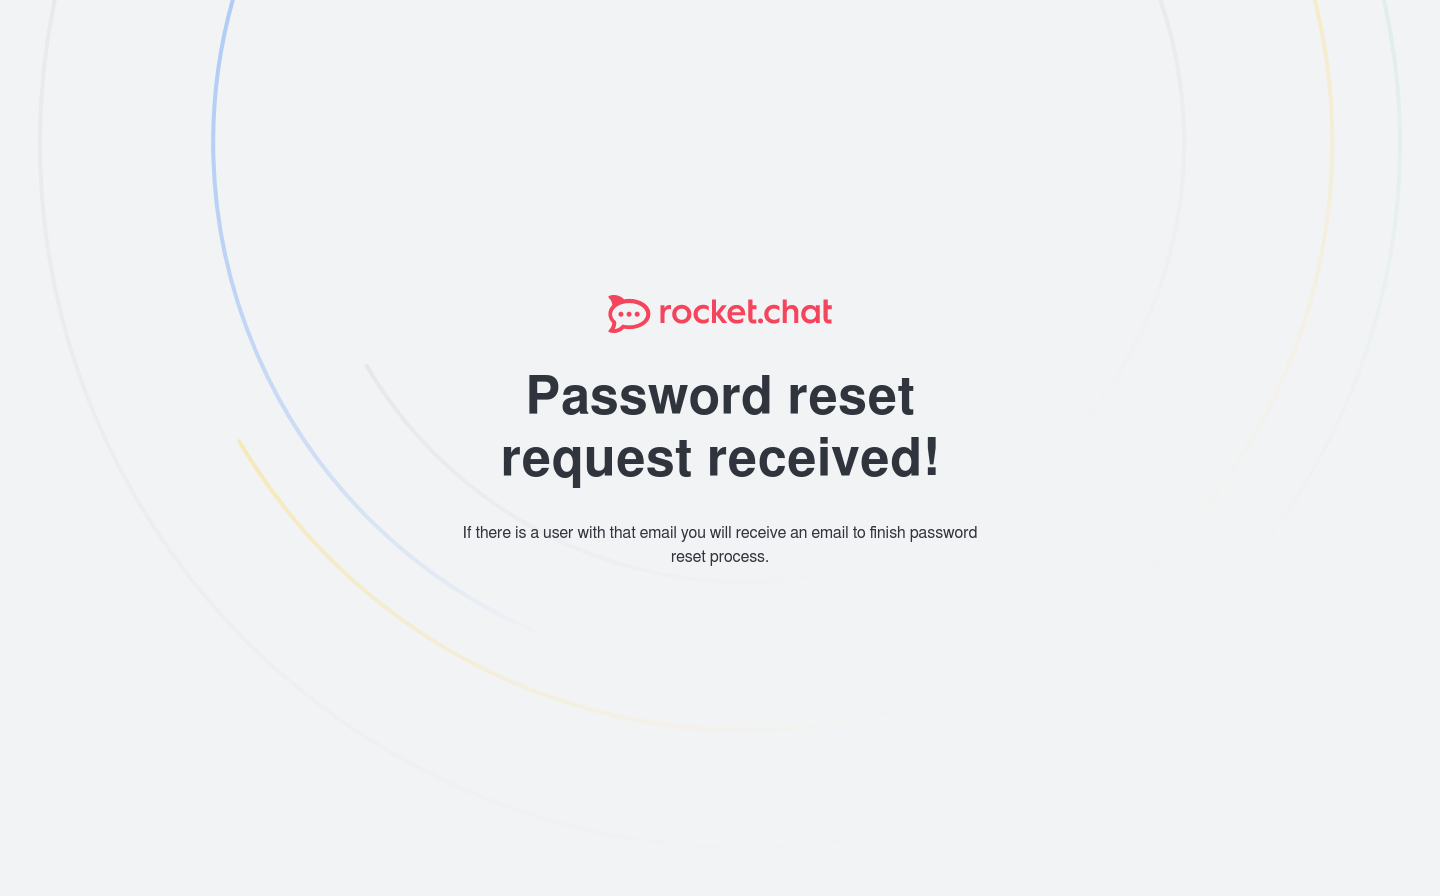 rocket.chat
Password reset
request received!
If there is a user with that email you will receive an email to finish password
reset process.